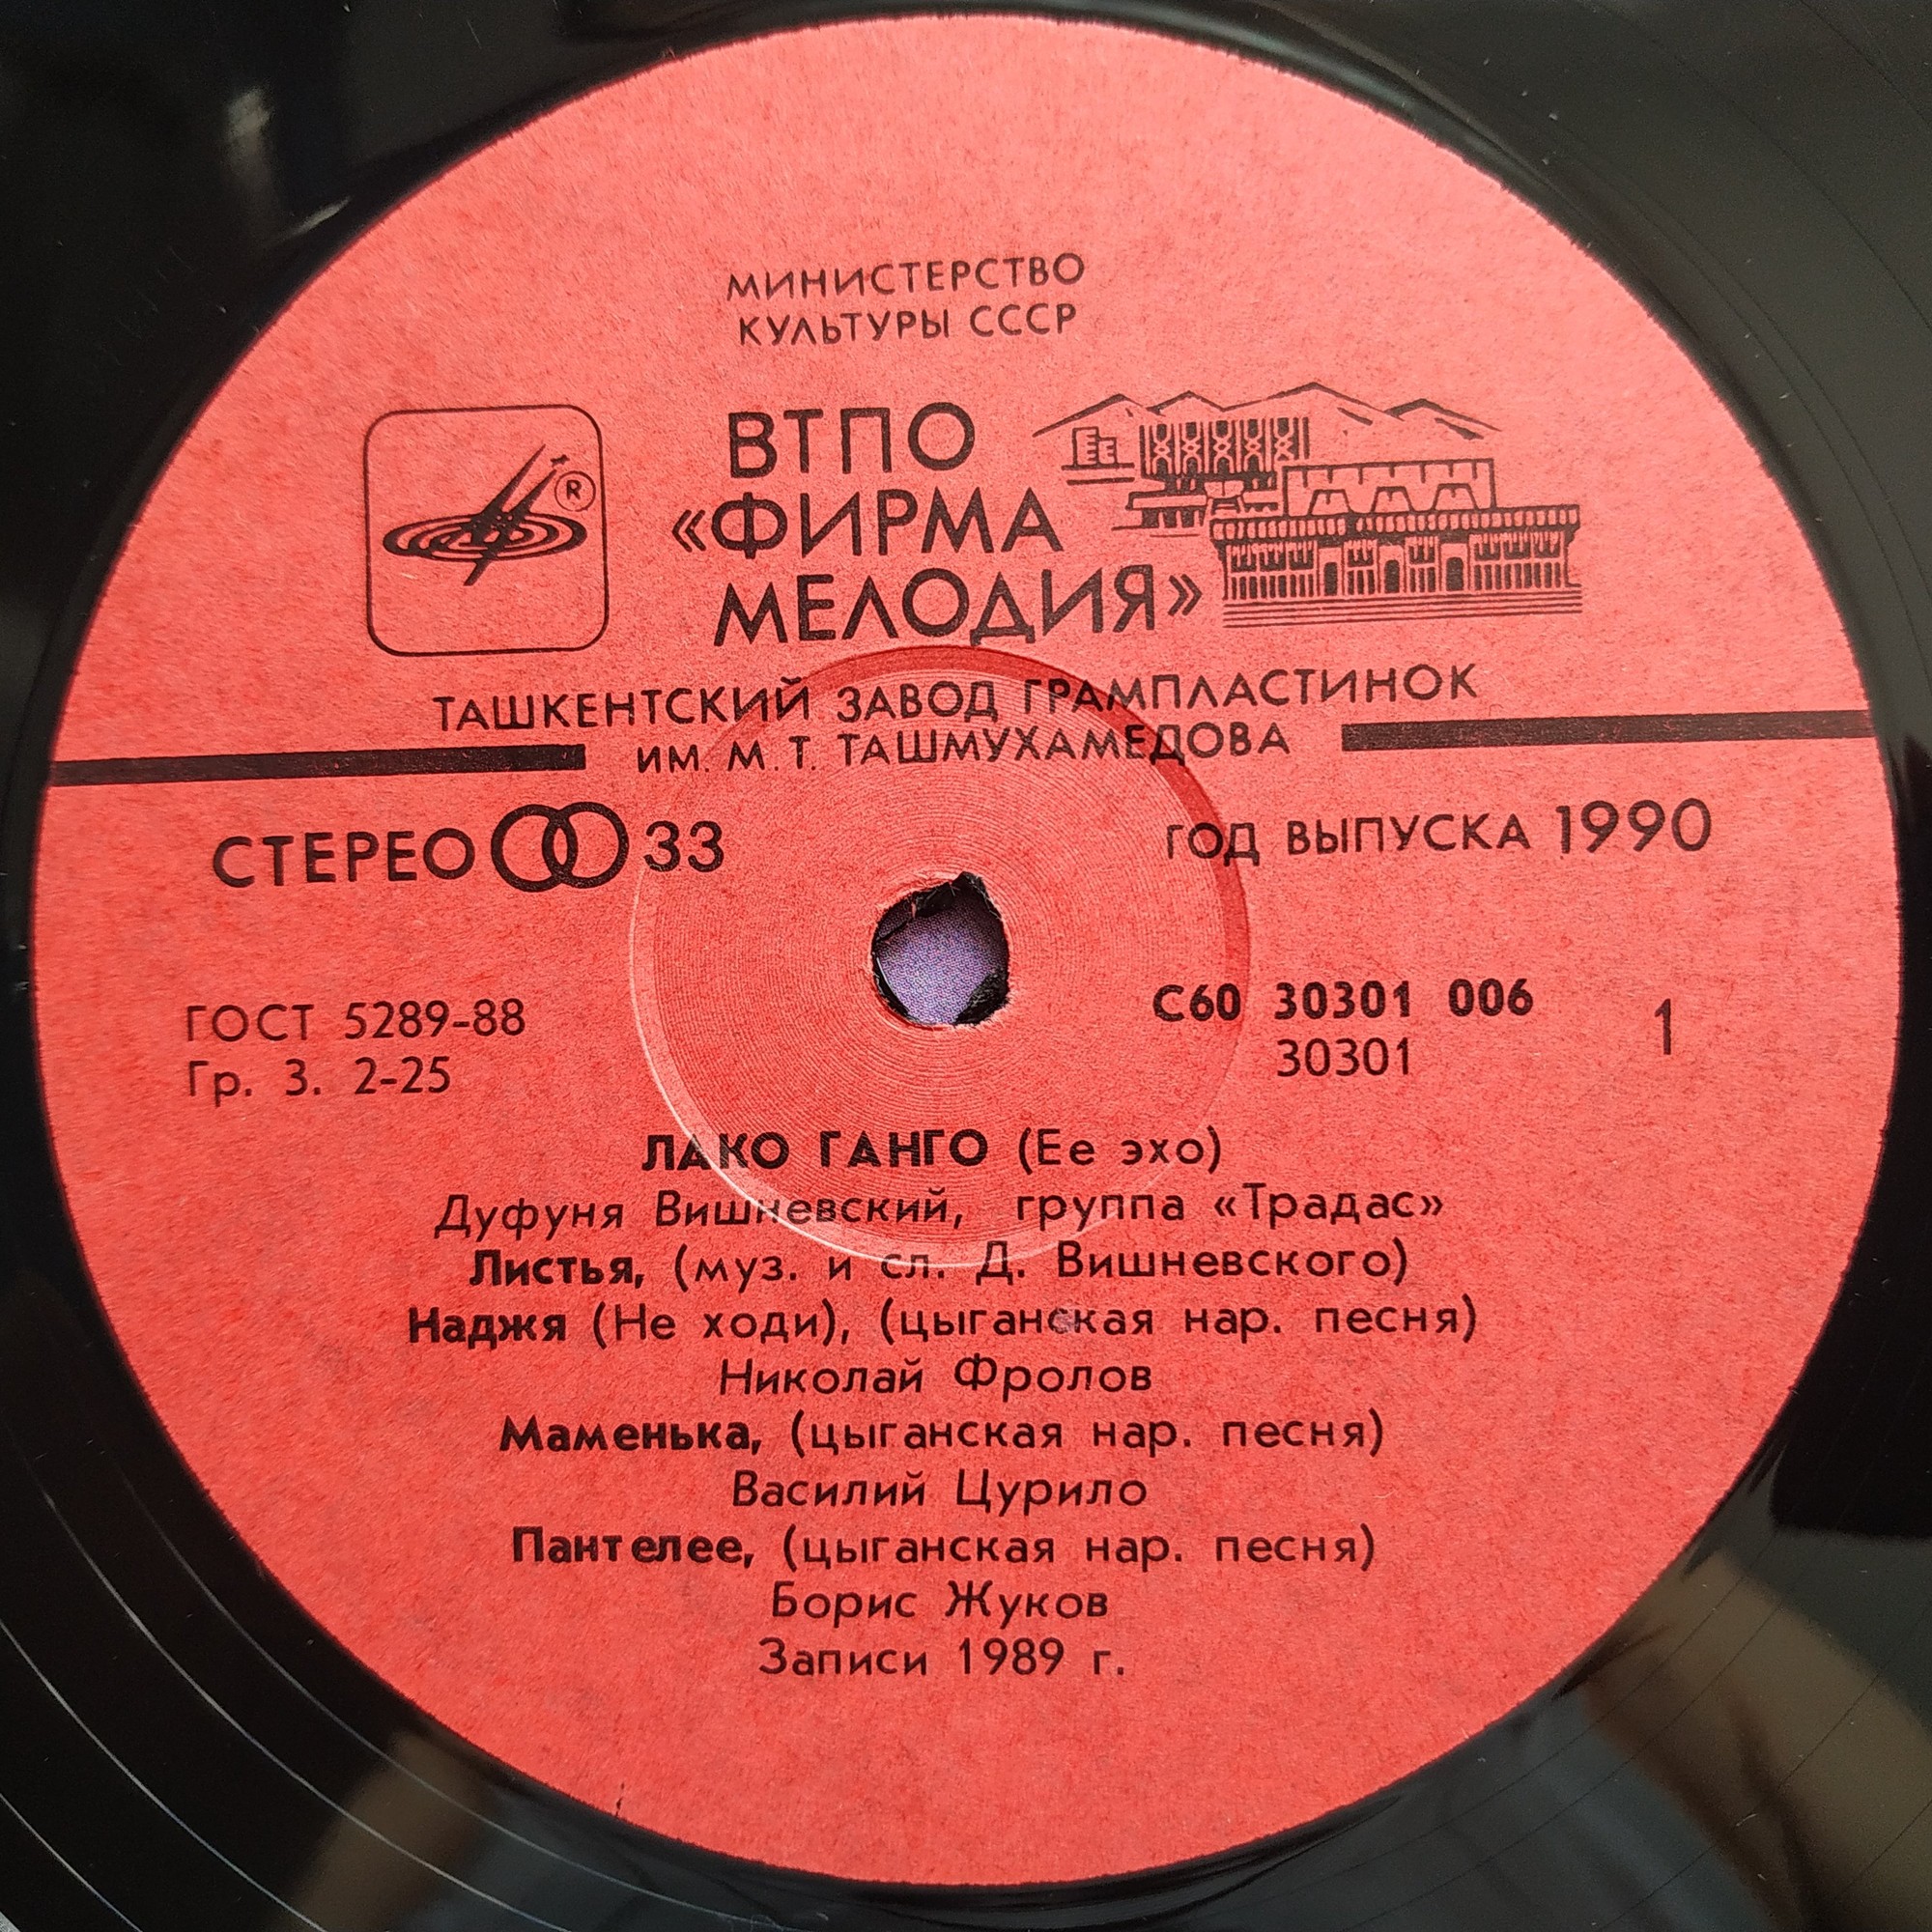 МИНИСТЕРСТВО
КУЛЬТУРЫ СССР
ВТПО
«ФИРМА
МЕЛОДИЯ»
®
ТАШКЕНТСКИЙ ЗАВОД ГРАМПЛАСТИНОК
ИМ. М. Т. ТАШМУХАМЕДОВА
СТЕРЕО 33
ГОД ВЫПУСКА 1990
ГОСТ 5289-88
Гр. 3. 2-25
С60 30301 006
30301
1
ЛАКО ГАНГО (Ее эхо)
Дуфуня Вишневский, группа «Традас»
Листья, (муз. и сл. Д. Вишневского)
Наджя (Не ходи), (цыганская нар. песня)
Николай Фролов
Маменька, (цыганская нар. песня)
Василий Цурило
Пантелее, (цыганская нар. песня)
Борис Жуков
Записи 1989 г.